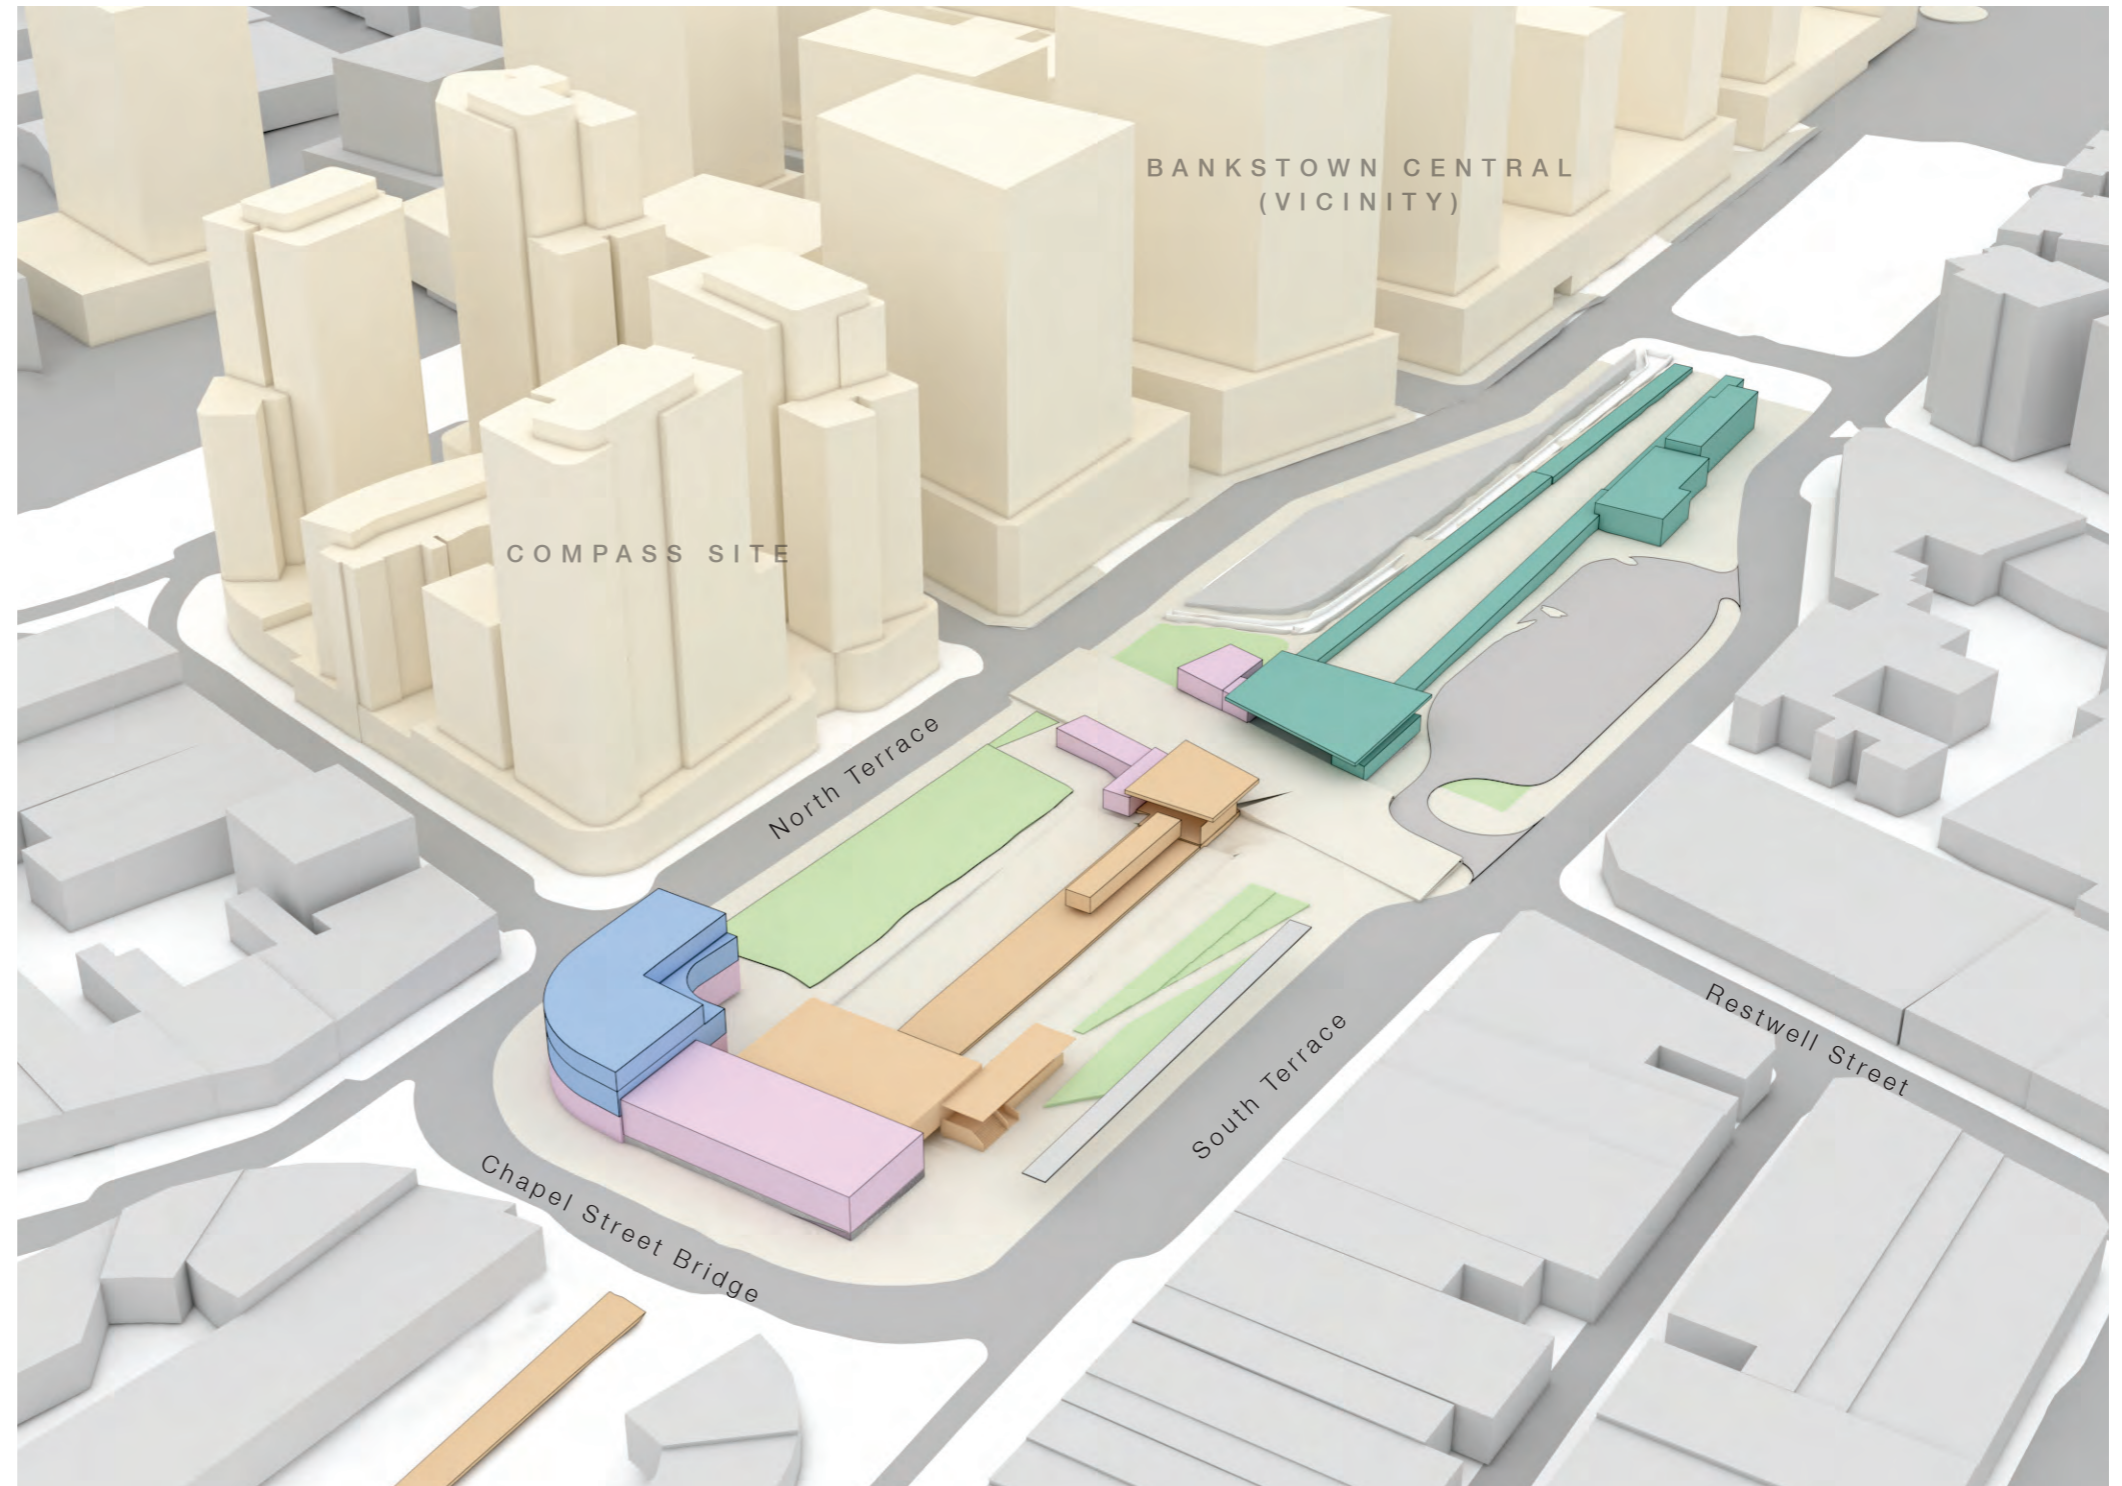 BANKSTOWN CENTRAL
(VICINITY)
COMPASS SITE
North Terrace
Restwell Street
South Terrace
Chapel Street Bridge